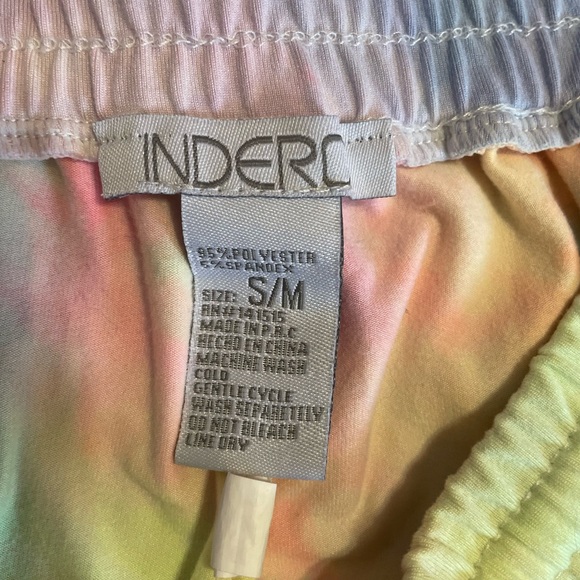 INDERO
95%POLYESTER
5%SPANDEX
SIZE: S/M
RN#141515
MADE IN P.R.C
HECHO EN CHINA
MACHINE WASH
COLD
GENTLE CYCLE
WASH SEPARETELY
DO NOT BLEACH
LINE DRY